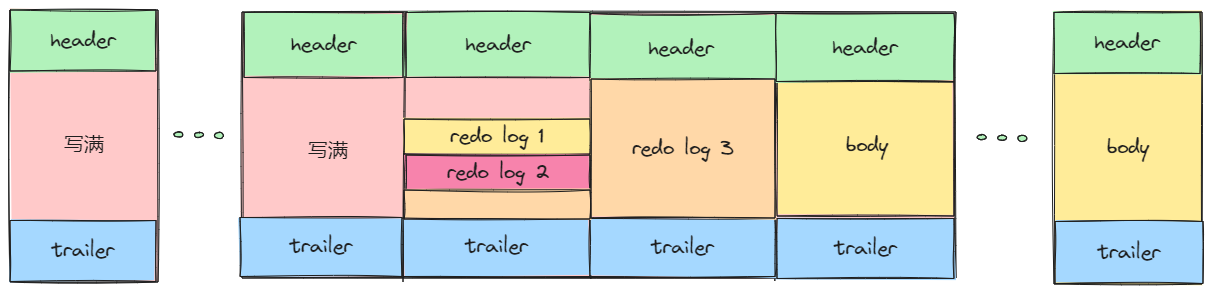 header
header
header
header
header
header
写满
写满
redo log 1
redo log 2
redo log 3
body
body
trailer
trailer
trailer
trailer
trailer
trailer